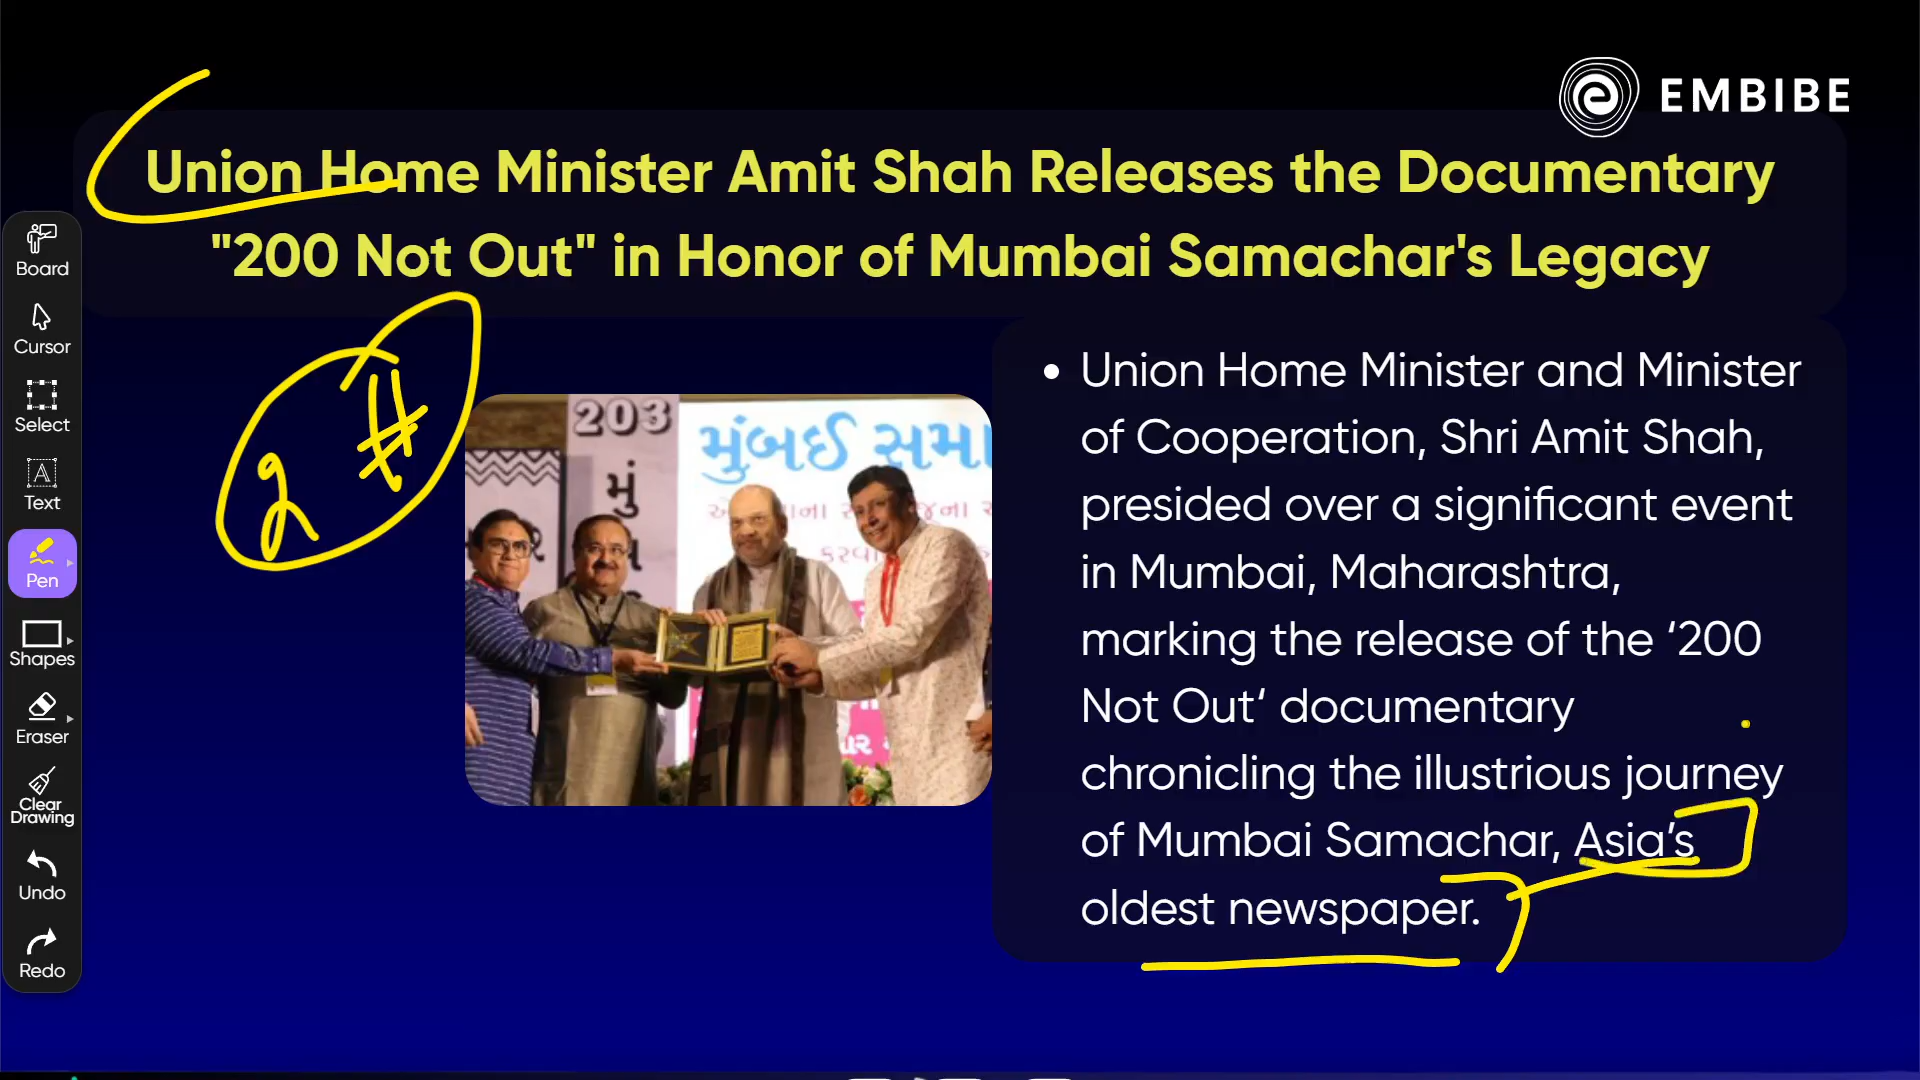 EMBIBE
Union Home Minister Amit Shah Releases the Documentary
"200 Not Out" in Honor of Mumbai Samachar's Legacy
Board
Cursor
Select
Text
Pen
Shapes
Eraser
Clear
Drawing
Undo
Redo
203
મુંબઈ સમા
મું
કરવા
• Union Home Minister and Minister
of Cooperation, Shri Amit Shah,
presided over a significant event
in Mumbai, Maharashtra,
marking the release of the ‘200
Not Out‘ documentary
chronicling the illustrious journey
of Mumbai Samachar, Asia’s
oldest newspaper.